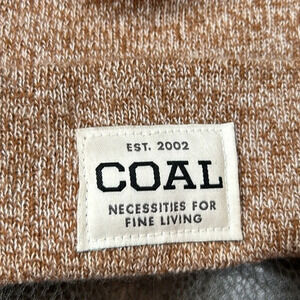 EST. 2002
COAL
NECESSITIES FOR
FINE LIVING